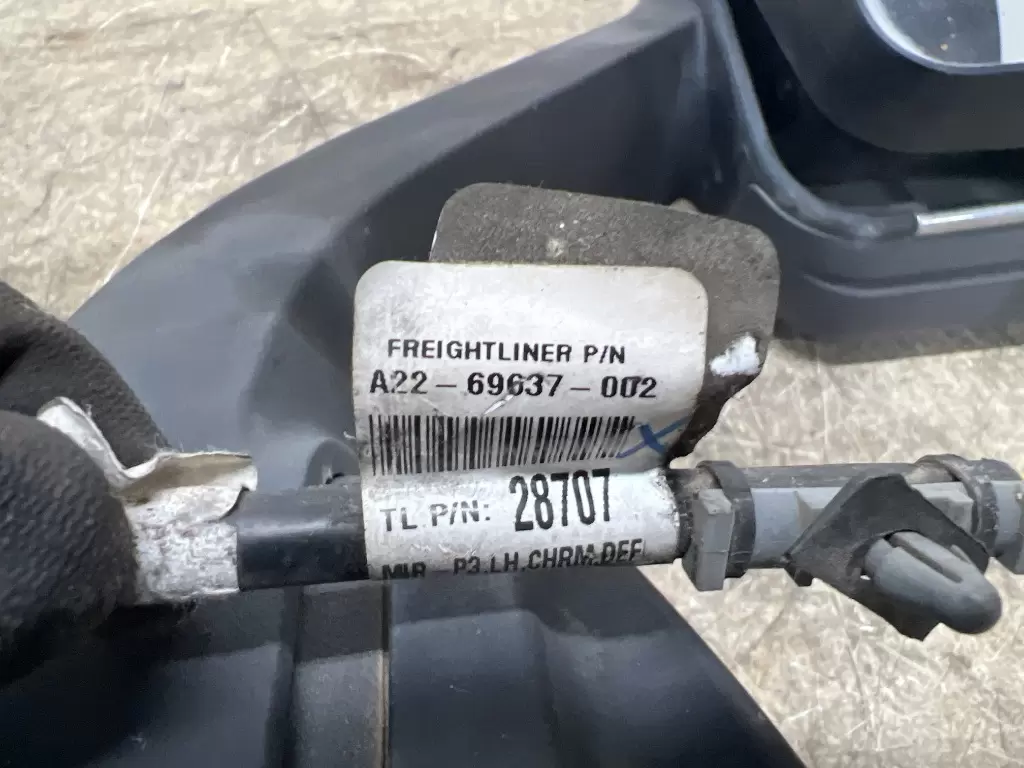 FREIGHTLINER P/N
A22-69637-002
TL P/N: 28707
MIR P3,LH,CHRM,DEF